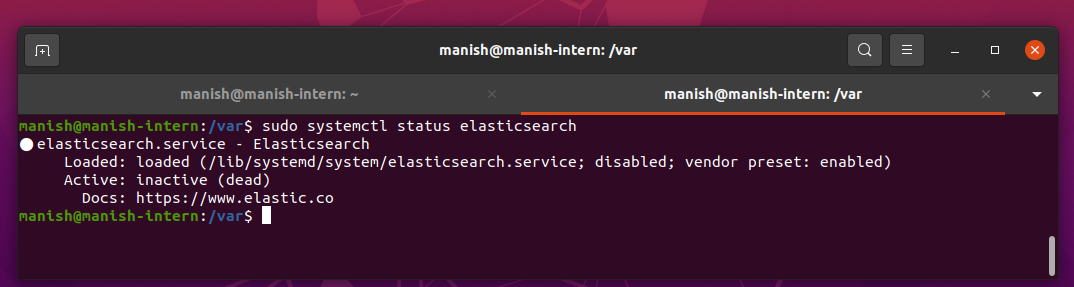 manish@manish-intern: /var
manish@manish-intern: ~
manish@manish-intern: /var
manish@manish-intern:/var$ sudo systemctl status elasticsearch
●elasticsearch.service - Elasticsearch
     Loaded: loaded (/lib/systemd/system/elasticsearch.service; disabled; vendor preset: enabled)
     Active: inactive (dead)
       Docs: https://www.elastic.co
manish@manish-intern:/var$